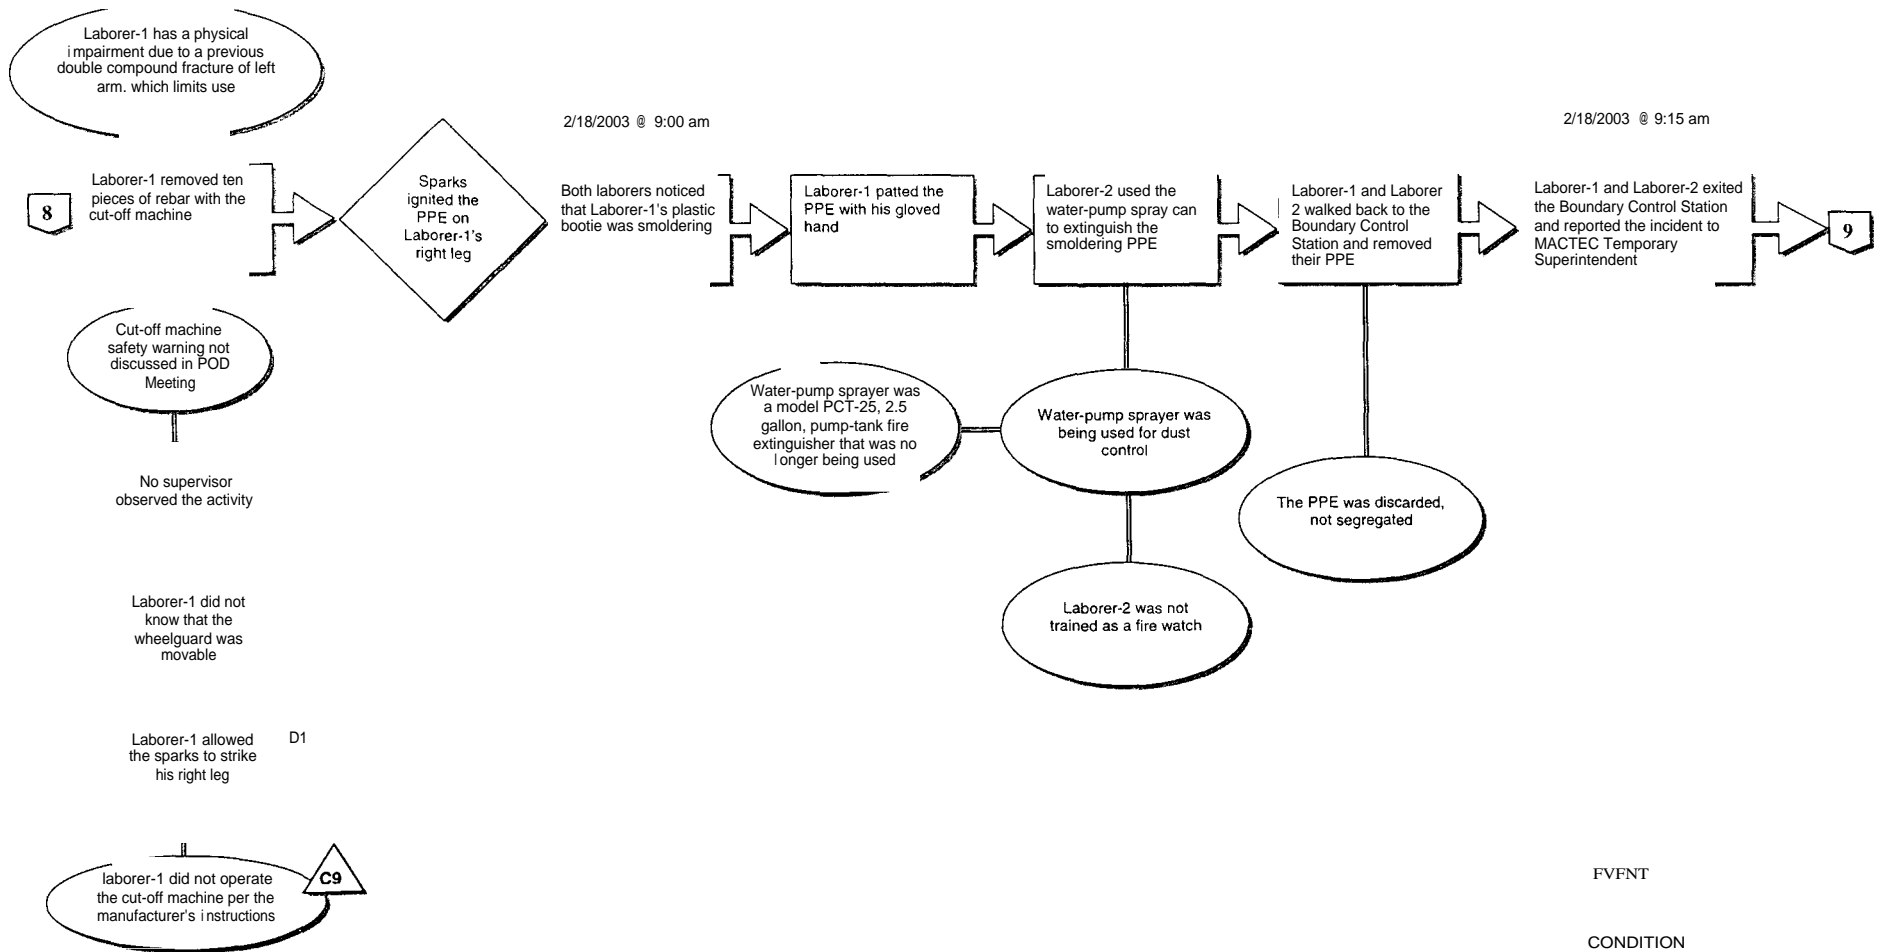 Laborer-1 has a physical
impairment due to a previous
double compound fracture of left
arm. which limits use
2/18/2003 @ 9:00 am
2/18/2003 @ 9:15 am
8
Laborer-1 removed ten
pieces of rebar with the
cut-off machine
Sparks
ignited the
PPE on
Laborer-1's
right leg
Both laborers noticed
that Laborer-1's plastic
bootie was smoldering
Laborer-1 patted the
PPE with his gloved
hand
Laborer-2 used the
water-pump spray can
to extinguish the
smoldering PPE
Laborer-1 and Laborer
2 walked back to the
Boundary Control
Station and removed
their PPE
Laborer-1 and Laborer-2 exited
the Boundary Control Station
and reported the incident to
MACTEC Temporary
Superintendent
9
Cut-off machine
safety warning not
discussed in POD
Meeting
Water-pump sprayer was
a model PCT-25, 2.5
gallon, pump-tank fire
extinguisher that was no
longer being used
Water-pump sprayer was
being used for dust
control
No supervisor
observed the activity
The PPE was discarded,
not segregated
Laborer-1 did not
know that the
wheelguard was
movable
Laborer-2 was not
trained as a fire watch
Laborer-1 allowed
the sparks to strike
his right leg
D1
laborer-1 did not operate
the cut-off machine per the
manufacturer's instructions
C9
FVFNT
CONDITION